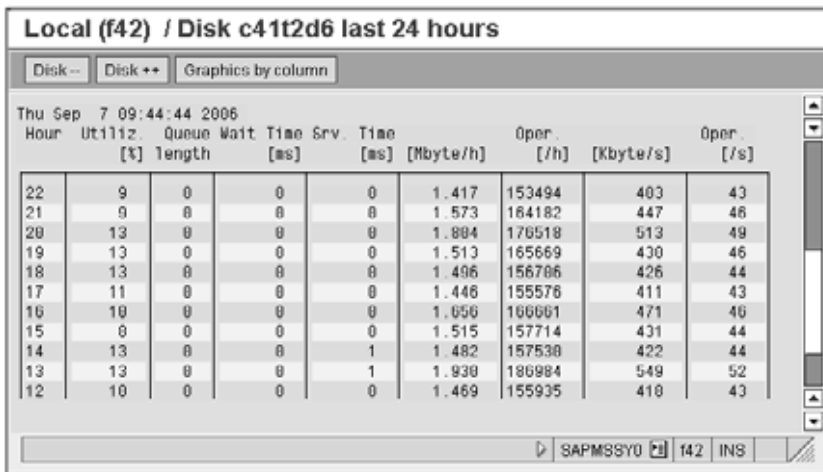 Local (f42) / Disk c41t2d6 last 24 hours
Disk -- Disk ++ Graphics by column
Thu Sep 7 09:44:44 2006
Hour Utiliz. Queue Wait Time Srv. Time Oper. Oper.
[%] length [ms] [ms] [Mbyte/h] [/h] [Kbyte/s] [/s]
22 9 0 0 0 1.417 153494 403 43
21 9 0 0 0 1.573 164182 447 46
20 13 0 0 0 1.804 176518 513 49
19 13 0 0 0 1.513 165669 430 46
18 13 0 0 0 1.496 156706 426 44
17 11 0 0 0 1.446 155576 411 43
16 10 0 0 0 1.656 166661 471 46
15 0 0 0 1.515 157714 431 44
14 13 0 0 1 1.482 422 44
13 13 0 0 1 1.930 186984 549 52
12 10 0 0 0 1.469 155935 418 43
SAPMSSY0 f42 INS